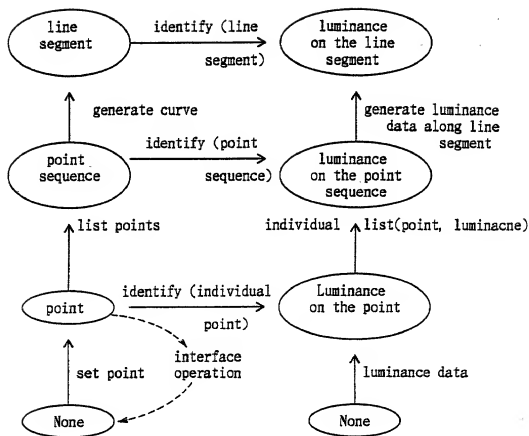 line
segment
identify (line
segment)
luminance
on the line
segment
generate curve
generate luminance
data along line
segment
point
sequence
identify (point
sequence)
luminance
on the point
sequence
list points
individual
list(point, luminacne)
point
identify (individual
point)
Luminance
on the point
interface
operation
set point
luminance data
None
None